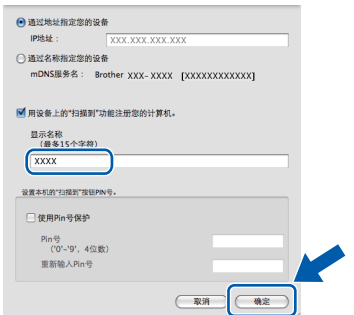 通过地址指定您的设备
IP地址： XXX.XXX.XXX.XXX
通过名称指定您的设备
mDNS服务名： Brother XXX-XXXX [XXXXXXXXXXXX]
用设备上的“扫描到”功能注册您的计算机。
显示名称
（最多15个字符）
XXXX
设置本机的“扫描到”按钮PIN号。
使用Pin号保护
Pin号
（'0'-'9'，4位数）
重新输入Pin号
取消 确定